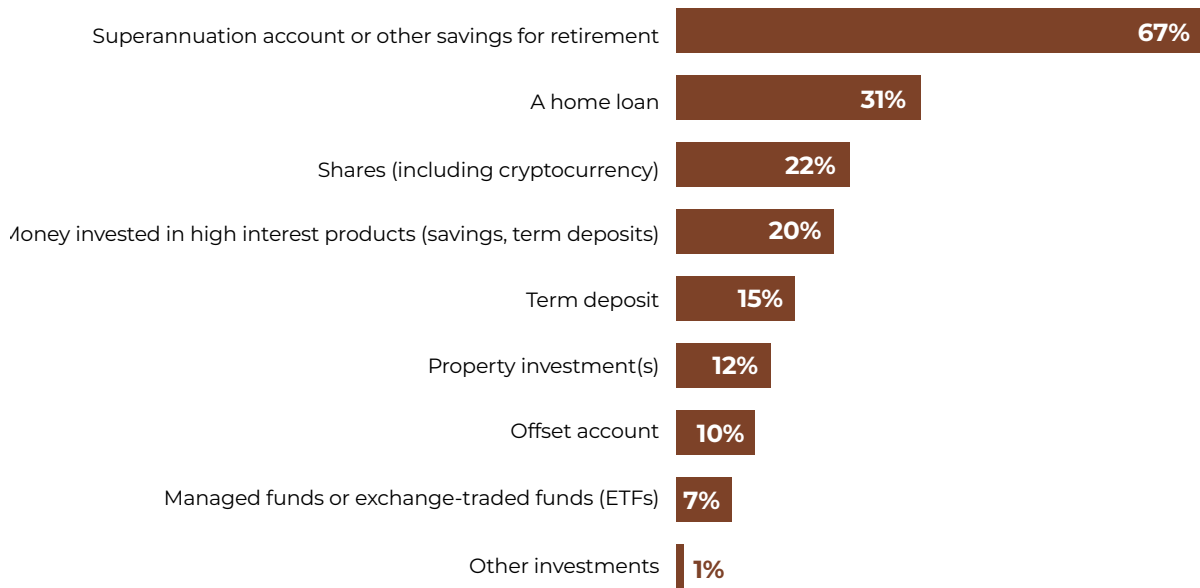 Superannuation account or other savings for retirement 67%
A home loan 31%
Shares (including cryptocurrency) 22%
invested in high interest products (savings, term deposits) 20%
Term deposit 15%
Property investment(s) 12%
Offset account 10%
Managed funds or exchange-traded funds (ETFs) 7%
Other investments 1%